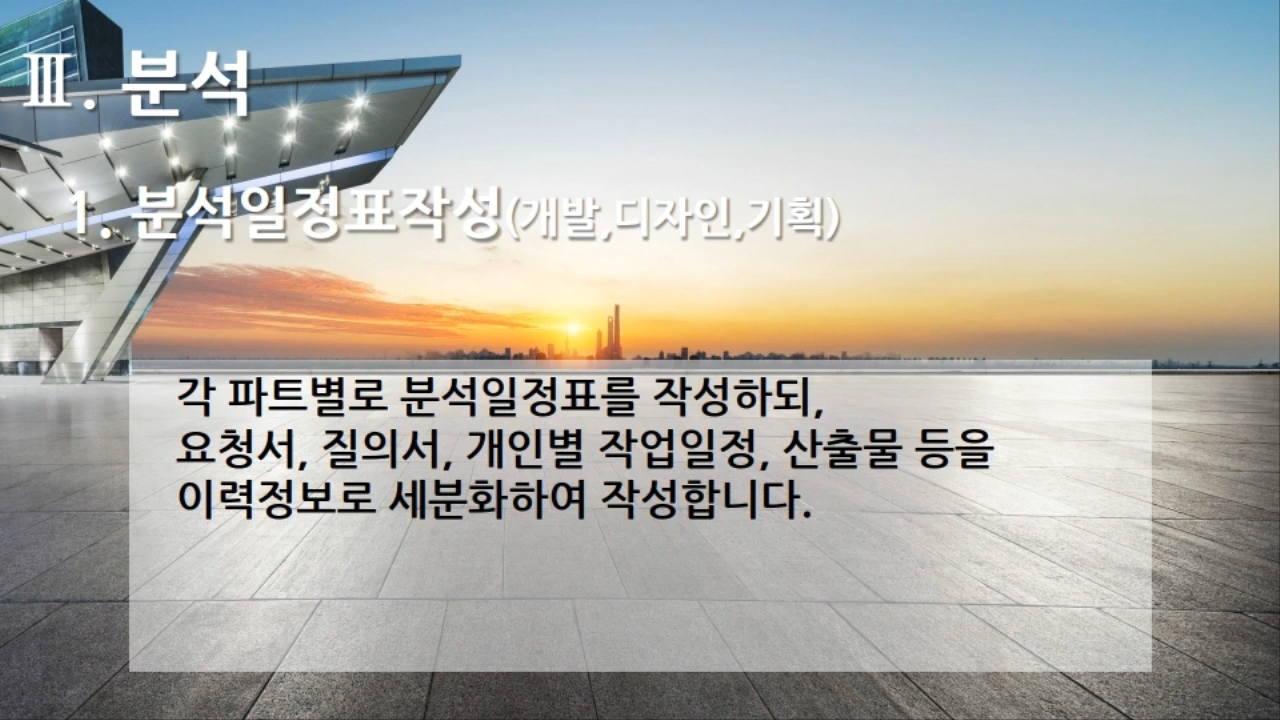 Ⅲ. 분석
1. 분석일정표작성(개발,디자인,기획)
각 파트별로 분석일정표를 작성하되,
요청서, 질의서, 개인별 작업일정, 산출물 등을
이력정보로 세분화하여 작성합니다.